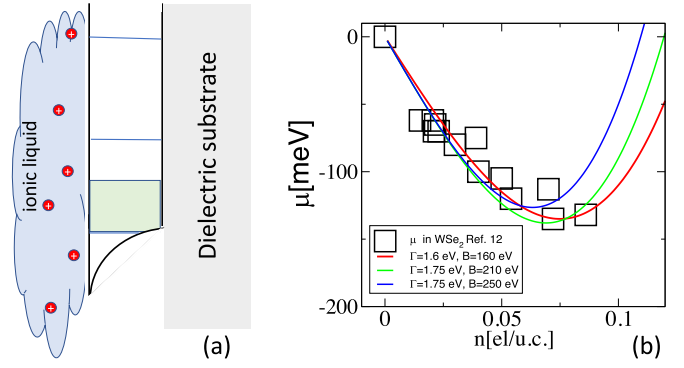 ionic liquid
+
+
+
+
+
+
Dielectric substrate
(a)
μ[meV]
0
-100
-200
0
0.05
0.1
n[el/u.c.]
μ in WSe₂ Ref. 12
Γ=1.6 eV, B=160 eV
Γ=1.75 eV, B=210 eV
Γ=1.75 eV, B=250 eV
(b)